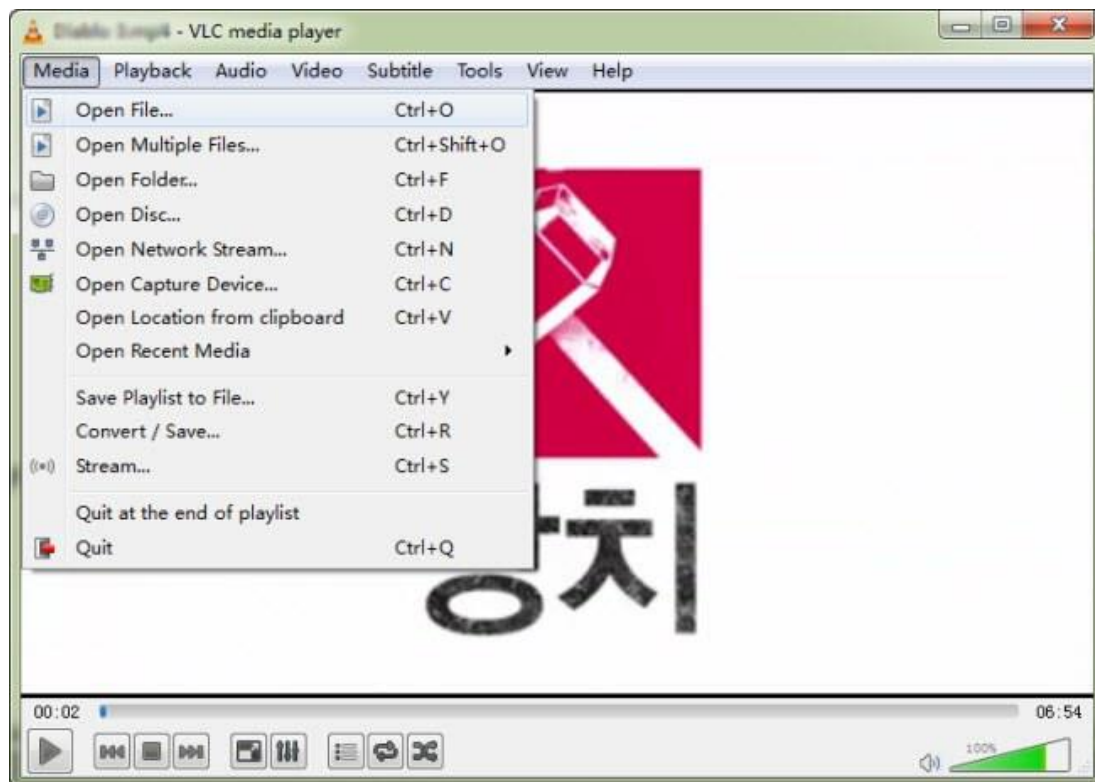 - VLC media player
Media Playback Audio Video Subtitle Tools View Help
Open File... Ctrl+O
Open Multiple Files... Ctrl+Shift+O
Open Folder... Ctrl+F
Open Disc... Ctrl+D
Open Network Stream... Ctrl+N
Open Capture Device... Ctrl+C
Open Location from clipboard Ctrl+V
Open Recent Media
Save Playlist to File... Ctrl+Y
Convert / Save... Ctrl+R
Stream... Ctrl+S
Quit at the end of playlist
Quit Ctrl+Q
치
00:02 06:54
100%